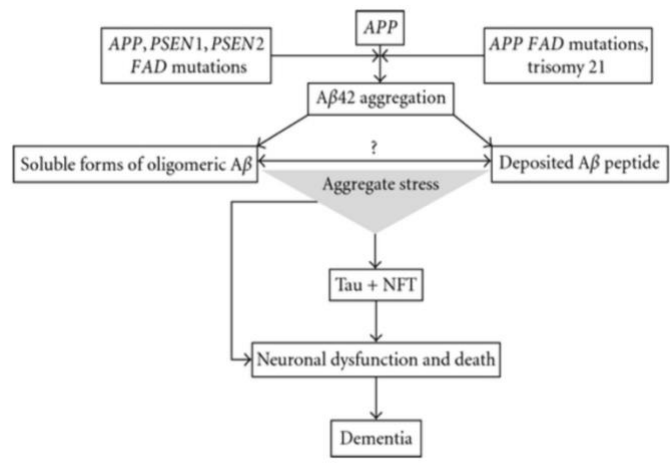 APP
APP, PSEN1, PSEN2
FAD mutations
APP FAD mutations,
trisomy 21
Aβ42 aggregation
?
Soluble forms of oligomeric Aβ
Deposited Aβ peptide
Aggregate stress
Tau + NFT
Neuronal dysfunction and death
Dementia